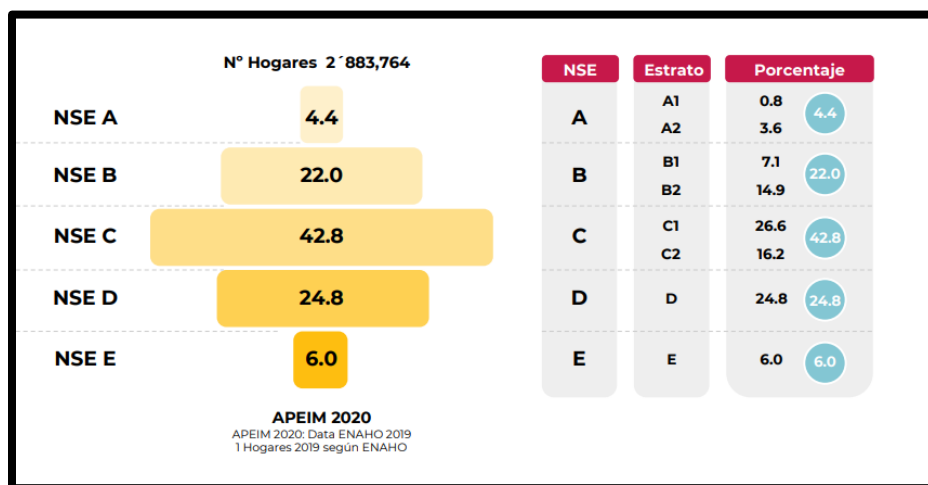 Nº Hogares 2´883,764
NSE A 4.4
NSE B 22.0
NSE C 42.8
NSE D 24.8
NSE E 6.0
APEIM 2020
APEIM 2020: Data ENAHO 2019
1 Hogares 2019 según ENAHO
NSE Estrato Porcentaje
A A1 0.8 4.4
A2 3.6
B B1 7.1 22.0
B2 14.9
C C1 26.6 42.8
C2 16.2
D D 24.8 24.8
E E 6.0 6.0